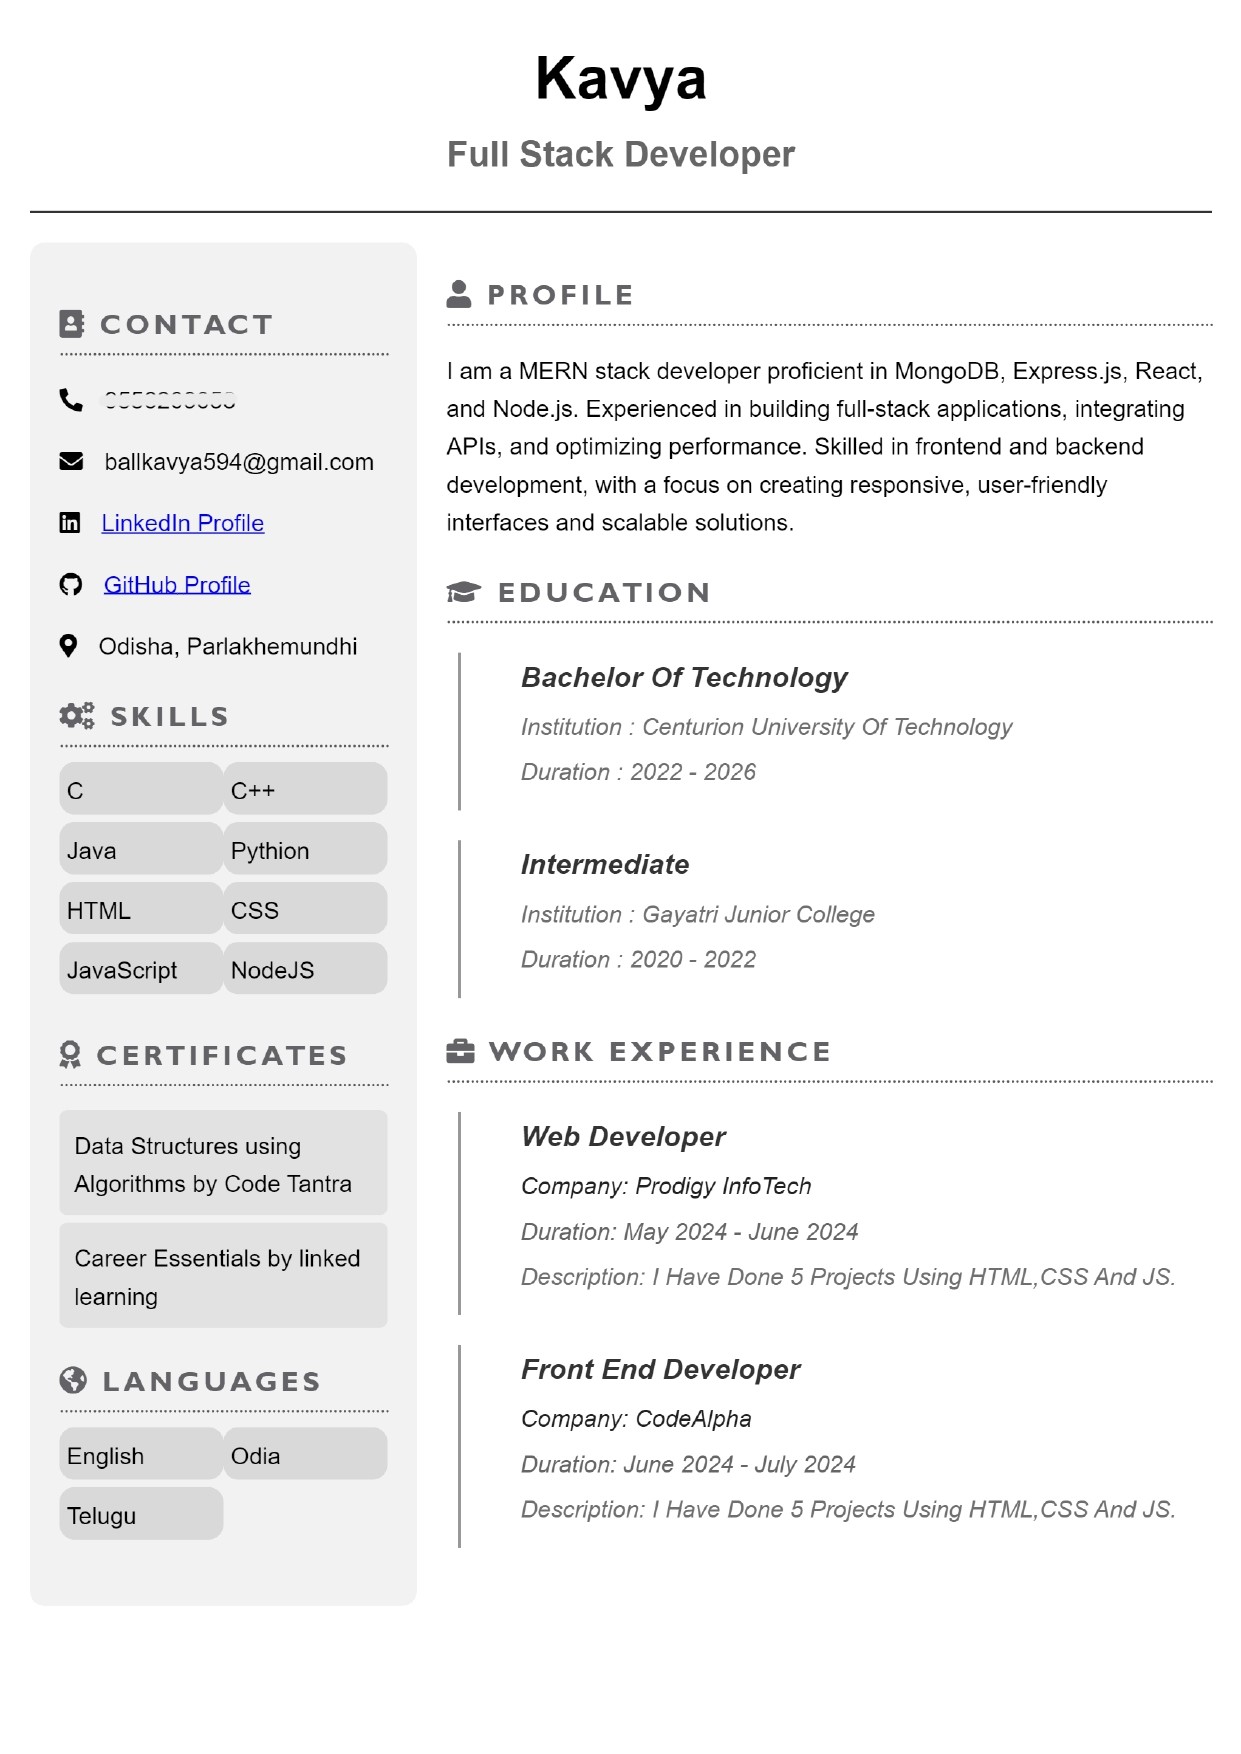 Kavya
Full Stack Developer
CONTACT
ballkavya594@gmail.com
LinkedIn Profile
GitHub Profile
Odisha, Parlakhemundhi
SKILLS
C
C++
Java
Pythion
HTML
CSS
JavaScript
NodeJS
CERTIFICATES
Data Structures using
Algorithms by Code Tantra
Career Essentials by linked
learning
LANGUAGES
English
Odia
Telugu
PROFILE
I am a MERN stack developer proficient in MongoDB, Express.js, React,
and Node.js. Experienced in building full-stack applications, integrating
APIs, and optimizing performance. Skilled in frontend and backend
development, with a focus on creating responsive, user-friendly
interfaces and scalable solutions.
EDUCATION
Bachelor Of Technology
Institution : Centurion University Of Technology
Duration : 2022 - 2026
Intermediate
Institution : Gayatri Junior College
Duration : 2020 - 2022
WORK EXPERIENCE
Web Developer
Company: Prodigy InfoTech
Duration: May 2024 - June 2024
Description: I Have Done 5 Projects Using HTML,CSS And JS.
Front End Developer
Company: CodeAlpha
Duration: June 2024 - July 2024
Description: I Have Done 5 Projects Using HTML,CSS And JS.